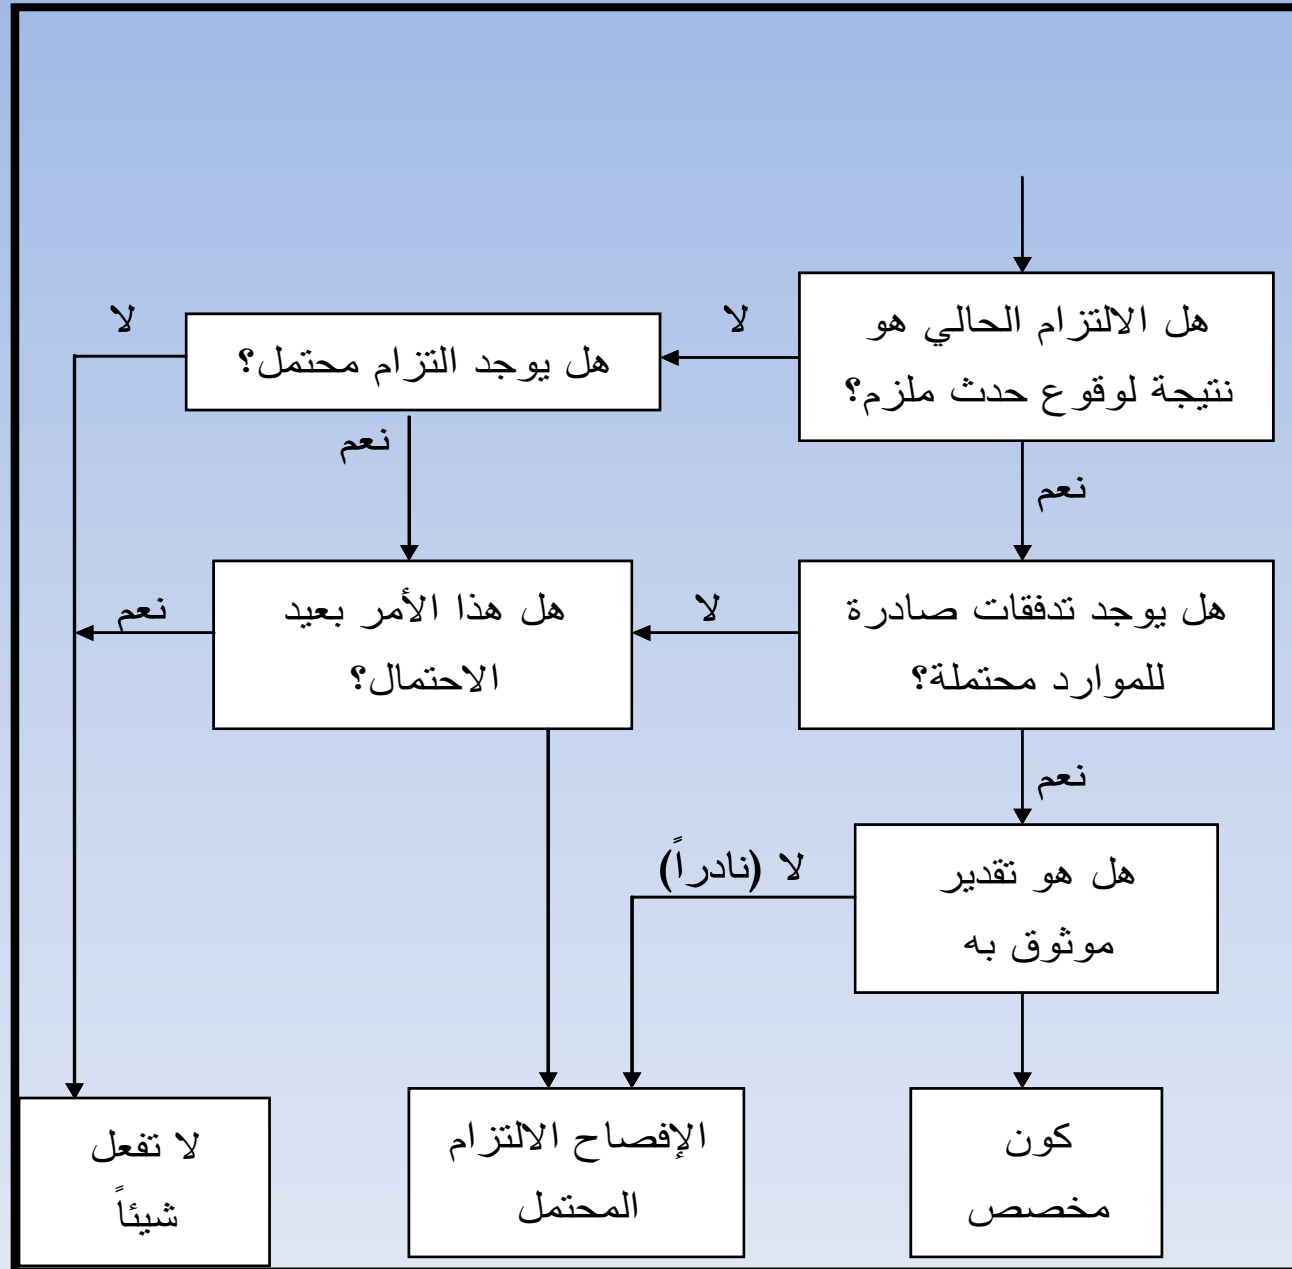 هل الالتزام الحالي هو
نتيجة لوقوع حدث ملزم؟
لا
هل يوجد التزام محتمل؟
لا
نعم
نعم
هل يوجد تدفقات صادرة
للموارد محتملة؟
لا
هل هذا الأمر بعيد
الاحتمال؟
نعم
نعم
هل هو تقدير
موثوق به
لا (نادراً)
كون
مخصص
الإفصاح الالتزام
المحتمل
لا تفعل
شيئاً